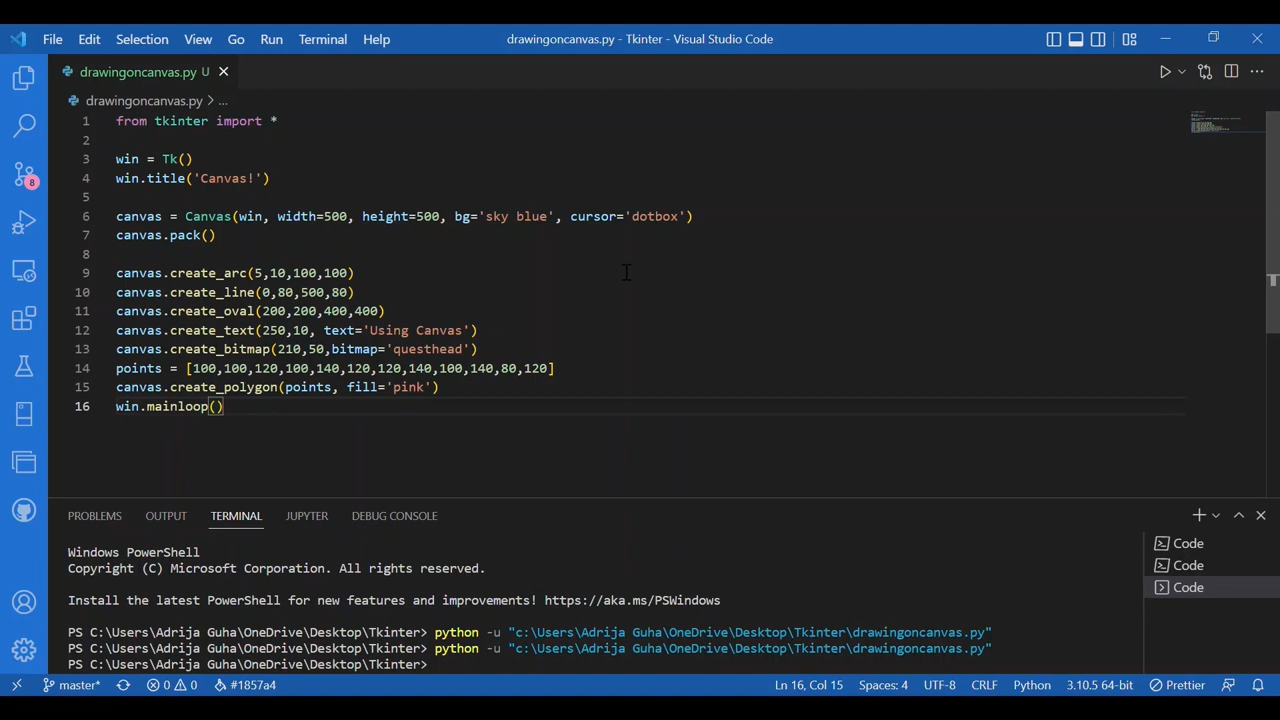 File Edit Selection View Go Run Terminal Help drawingoncanvas.py - Tkinter - Visual Studio Code
drawingoncanvas.py U
drawingoncanvas.py > ...
1 from tkinter import *
2
3 win = Tk()
4 win.title('Canvas!')
5
6 canvas = Canvas(win, width=500, height=500, bg='sky blue', cursor='dotbox')
7 canvas.pack()
8
9 canvas.create_arc(5,10,100,100)
10 canvas.create_line(0,80,500,80)
11 canvas.create_oval(200,200,400,400)
12 canvas.create_text(250,10, text='Using Canvas')
13 canvas.create_bitmap(210,50,bitmap='questhead')
14 points = [100,100,120,100,140,120,120,140,100,140,80,120]
15 canvas.create_polygon(points, fill='pink')
16 win.mainloop()
8
PROBLEMS OUTPUT TERMINAL JUPYTER DEBUG CONSOLE
Windows PowerShell
Copyright (C) Microsoft Corporation. All rights reserved.
Install the latest PowerShell for new features and improvements! https://aka.ms/PSWindows
PS C:\Users\Adrija Guha\OneDrive\Desktop\Tkinter> python -u "c:\Users\Adrija Guha\OneDrive\Desktop\Tkinter\drawingoncanvas.py"
PS C:\Users\Adrija Guha\OneDrive\Desktop\Tkinter> python -u "c:\Users\Adrija Guha\OneDrive\Desktop\Tkinter\drawingoncanvas.py"
PS C:\Users\Adrija Guha\OneDrive\Desktop\Tkinter>
Code
Code
Code
master* 0 0 #1857a4 Ln 16, Col 15 Spaces: 4 UTF-8 CRLF Python 3.10.5 64-bit Prettier